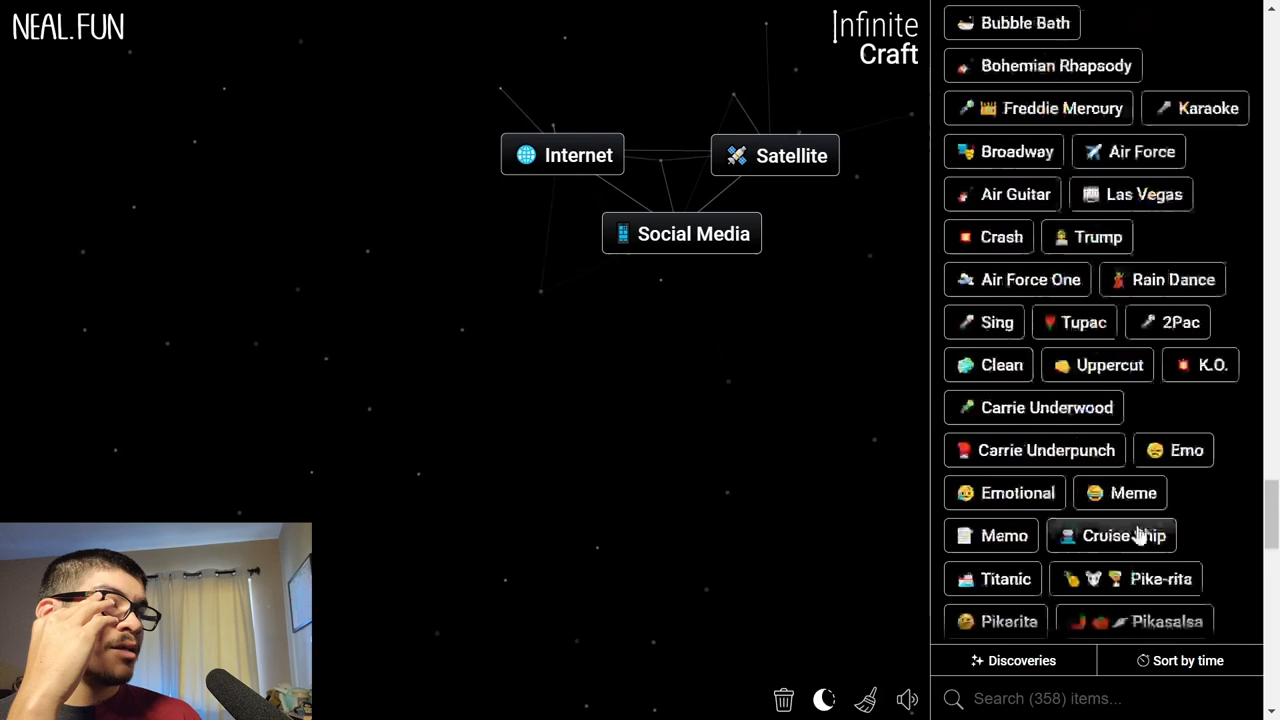 NEAL.FUN
Infinite
Craft
Internet
Satellite
Social Media
Bubble Bath
Bohemian Rhapsody
Freddie Mercury Karaoke
Broadway Air Force
Air Guitar Las Vegas
Crash Trump
Air Force One Rain Dance
Sing Tupac 2Pac
Clean Uppercut K.O.
Carrie Underwood
Carrie Underpunch Emo
Emotional Meme
Memo Cruise Ship
Titanic Pike-rita
Pikarita Pikasalsa
Discoveries Sort by time
Search (358) items...